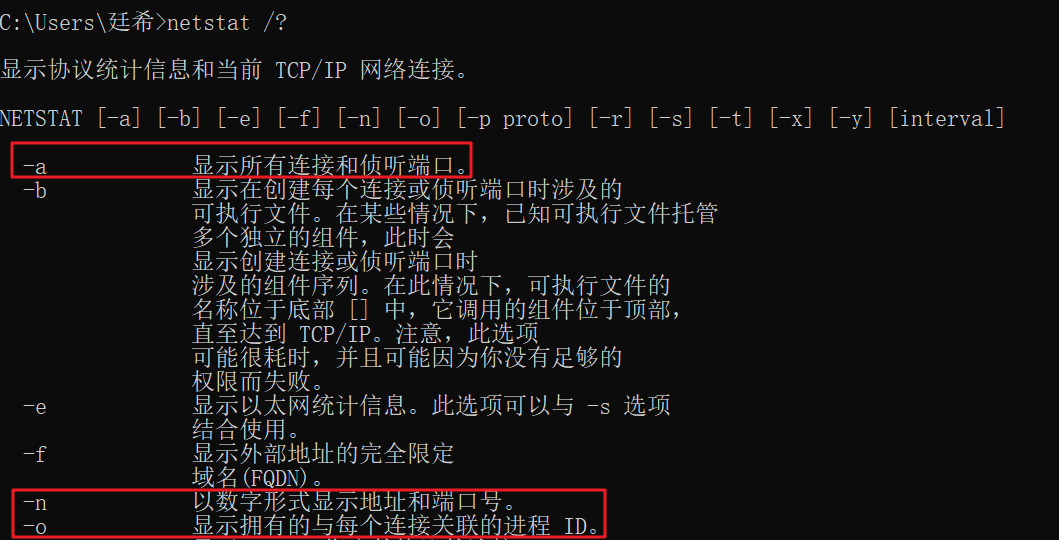 C:\Users\廷希>netstat /?
显示协议统计信息和当前 TCP/IP 网络连接。
NETSTAT [-a] [-b] [-e] [-f] [-n] [-o] [-p proto] [-r] [-s] [-t] [-x] [-y] [interval]
-a 显示所有连接和侦听端口。
-b 显示在创建每个连接或侦听端口时涉及的
可执行文件。在某些情况下，已知可执行文件托管
多个独立的组件，此时会
显示创建连接或侦听端口时
涉及的组件序列。在此情况下，可执行文件的
名称位于底部 [] 中，它调用的组件位于顶部，
直至达到 TCP/IP。注意，此选项
可能很耗时，并且可能因为你没有足够的
权限而失败。
-e 显示以太网统计信息。此选项可以与 -s 选项
结合使用。
-f 显示外部地址的完全限定
域名(FQDN)。
-n 以数字形式显示地址和端口号。
-o 显示拥有的与每个连接关联的进程 ID。